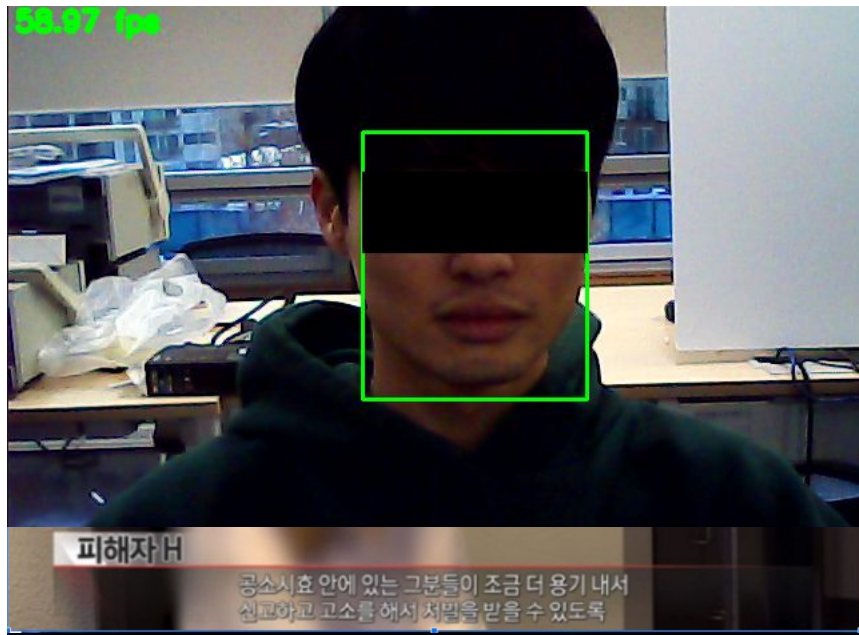 58.97 fps
피해자 H
공소시효 안에 있는 그분들이 조금 더 용기 내서
신고하고 고소를 해서 처벌을 받을 수 있도록